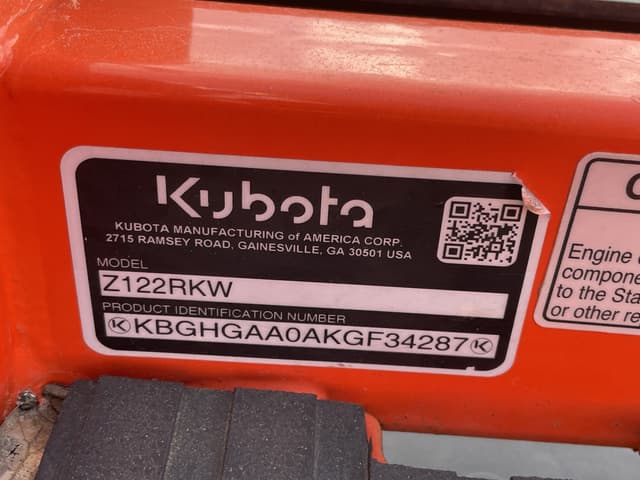 Kubota
KUBOTA MANUFACTURING of AMERICA CORP.
2715 RAMSEY ROAD, GAINESVILLE, GA 30501 USA
MODEL
Z122RKW
PRODUCT IDENTIFICATION NUMBER
KBGHGAA0AKGF34287
Engine
compone
to the Sta
or other re